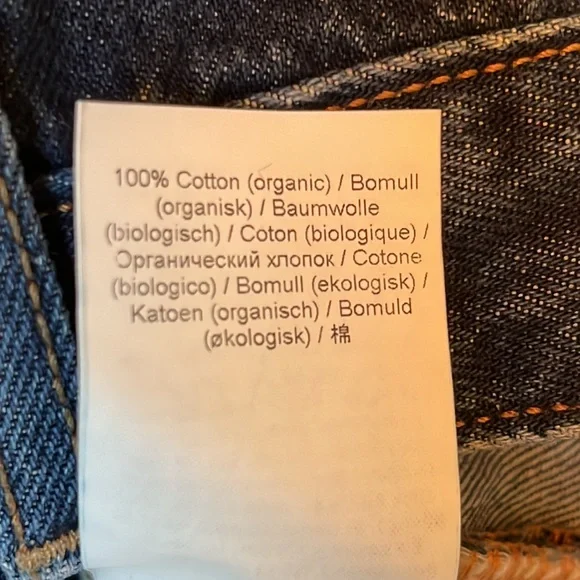 100% Cotton (organic) / Bomull
(organisk) / Baumwolle
(biologisch) / Coton (biologique) /
Органический хлопок / Cotone
(biologico) / Bomull (ekologisk) /
Katoen (organisch) / Bomuld
(økologisk) / 棉